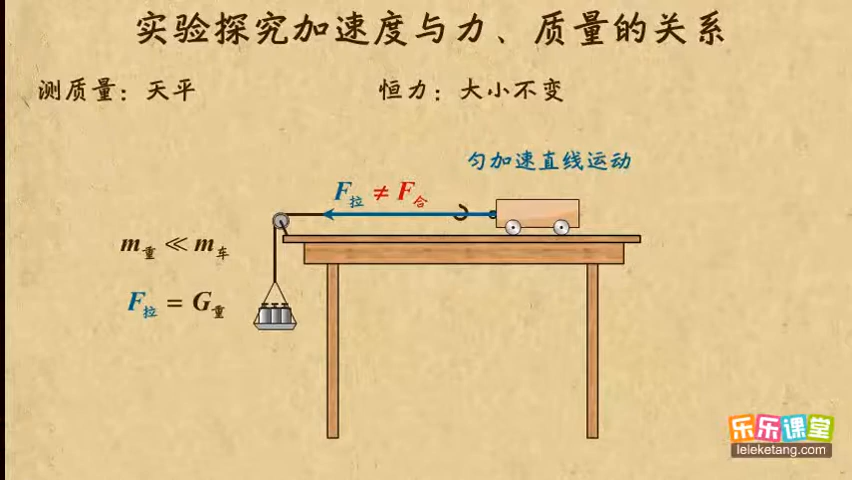 实验探究加速度与力、质量的关系
测质量：天平
恒力：大小不变
匀加速直线运动
F拉 ≠ F合
m重 ≪ m车
F拉 = G重
乐乐课堂
leleketang.com